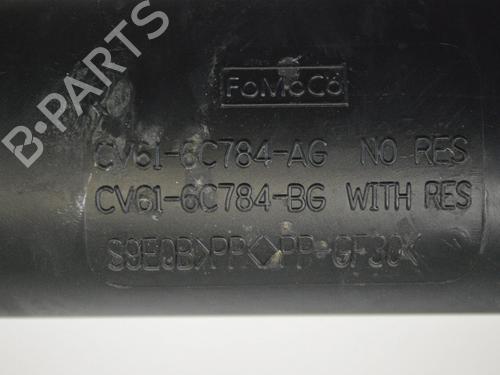 B-PARTS
FoMoCo
CV61-6C784-AG NO RES
CV61-6C784-BG WITH RES
S9E0B>PP<>PP-GF30<